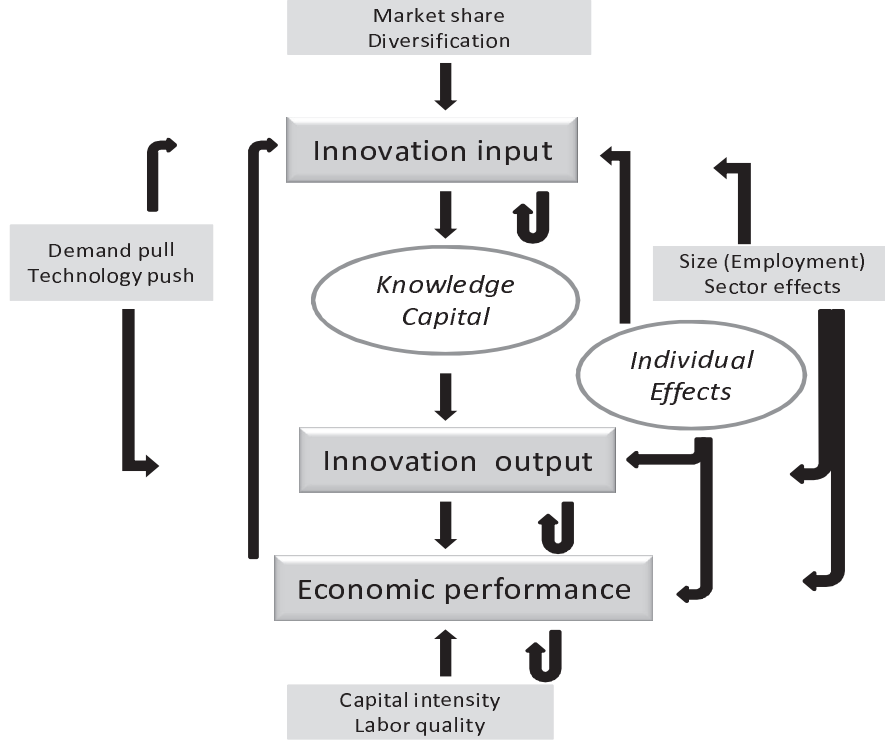 Market share
Diversification
Innovation input
Demand pull
Technology push
Knowledge
Capital
Size (Employment)
Sector effects
Individual
Effects
Innovation output
Economic performance
Capital intensity
Labor quality